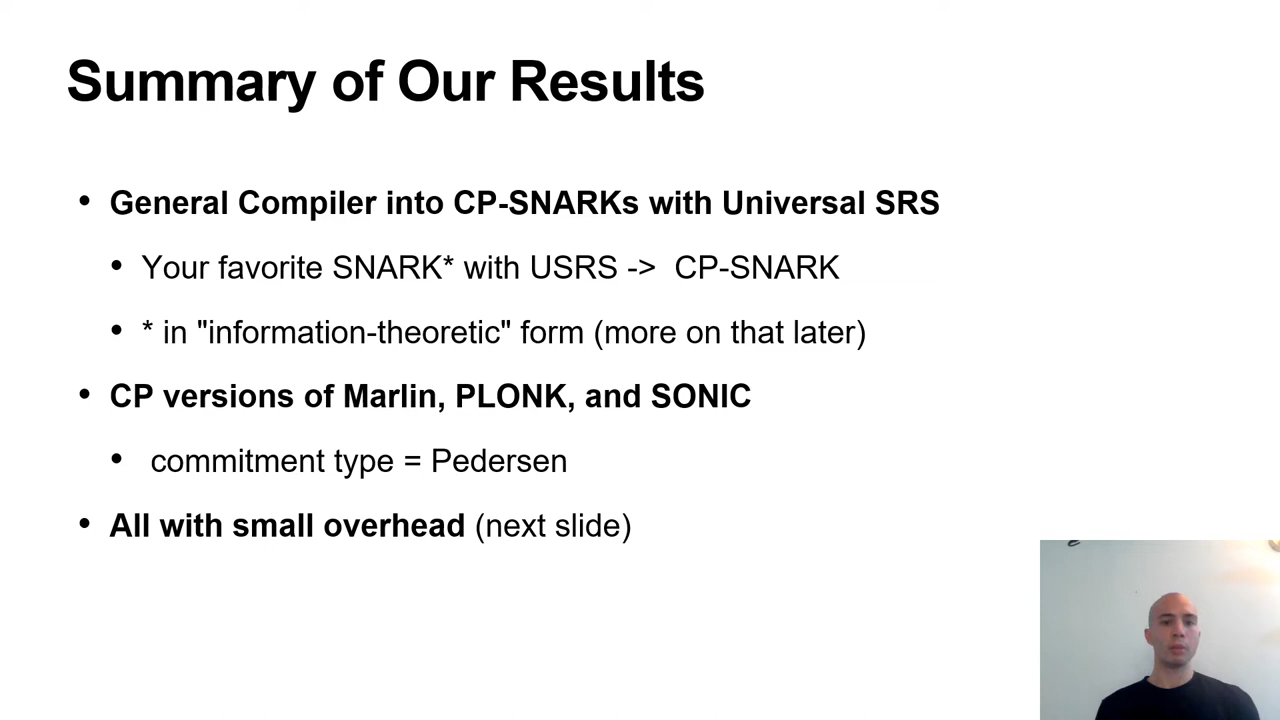 Summary of Our Results
• General Compiler into CP-SNARKs with Universal SRS
• Your favorite SNARK* with USRS -> CP-SNARK
• * in "information-theoretic" form (more on that later)
• CP versions of Marlin, PLONK, and SONIC
• commitment type = Pedersen
• All with small overhead (next slide)